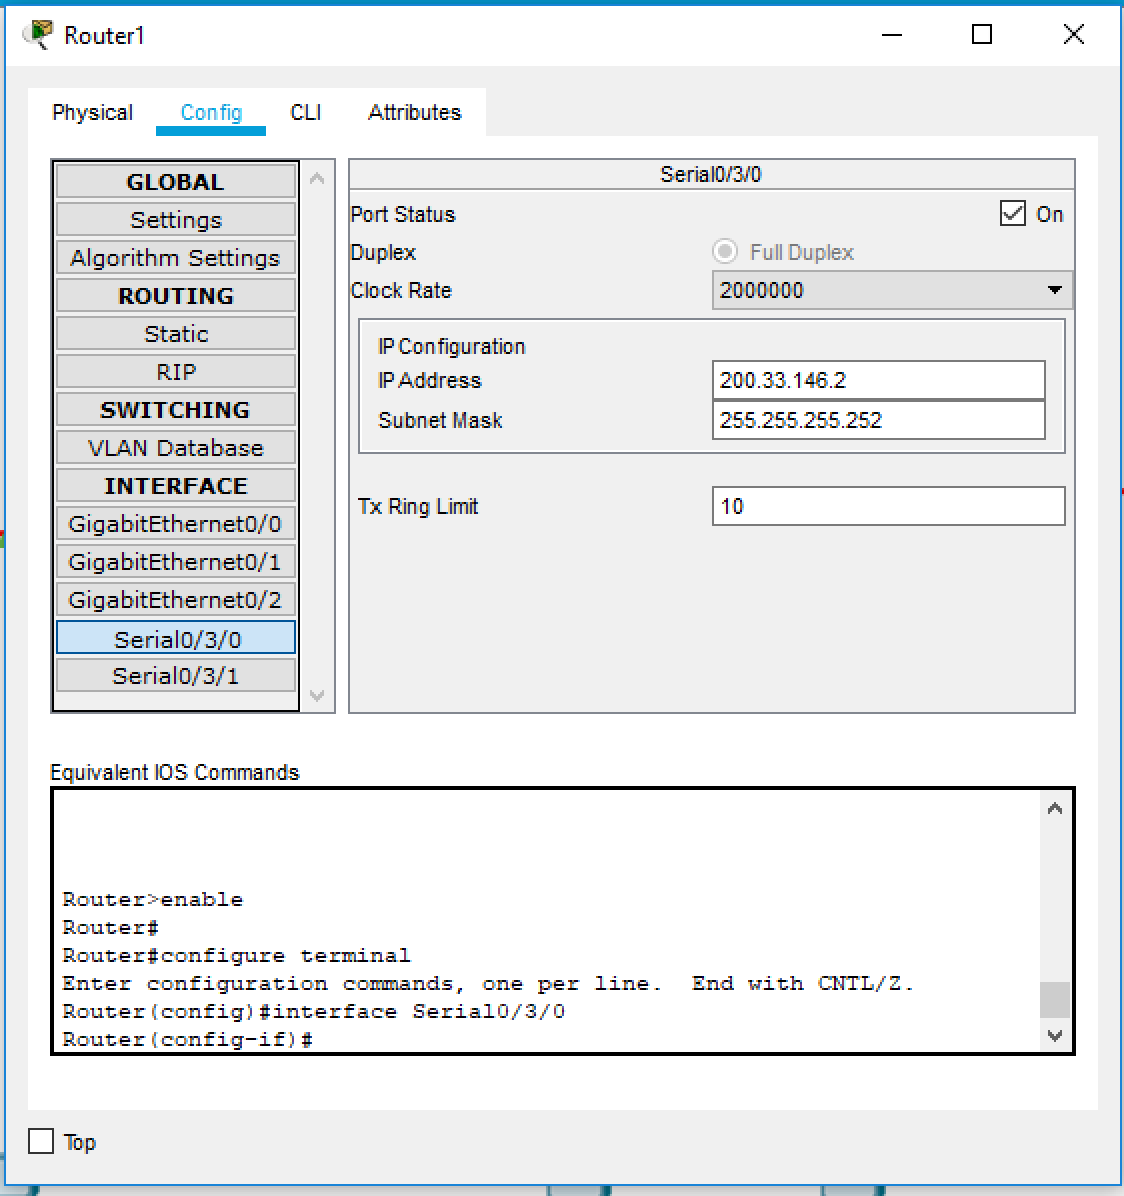 Router1
Physical Config CLI Attributes
GLOBAL
Settings
Algorithm Settings
ROUTING
Static
RIP
SWITCHING
VLAN Database
INTERFACE
GigabitEthernet0/0
GigabitEthernet0/1
GigabitEthernet0/2
Serial0/3/0
Serial0/3/1
Serial0/3/0
Port Status On
Duplex Full Duplex
Clock Rate 2000000
IP Configuration
IP Address 200.33.146.2
Subnet Mask 255.255.255.252
Tx Ring Limit 10
Equivalent IOS Commands
Router>enable
Router#
Router#configure terminal
Enter configuration commands, one per line.  End with CNTL/Z.
Router(config)#interface Serial0/3/0
Router(config-if)#
Top